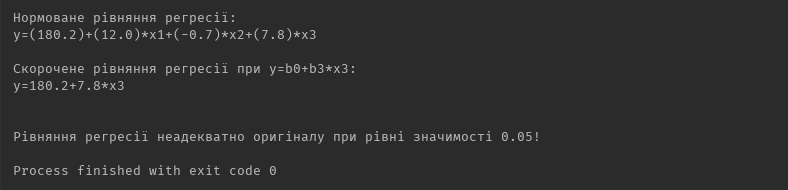 Нормоване рівняння регресії:
y=(180.2)+(12.0)*x1+(-0.7)*x2+(7.8)*x3
Скорочене рівняння регресії при y=b0+b3*x3:
y=180.2+7.8*x3
Рівняння регресії неадекватно оригіналу при рівні значимості 0.05!
Process finished with exit code 0